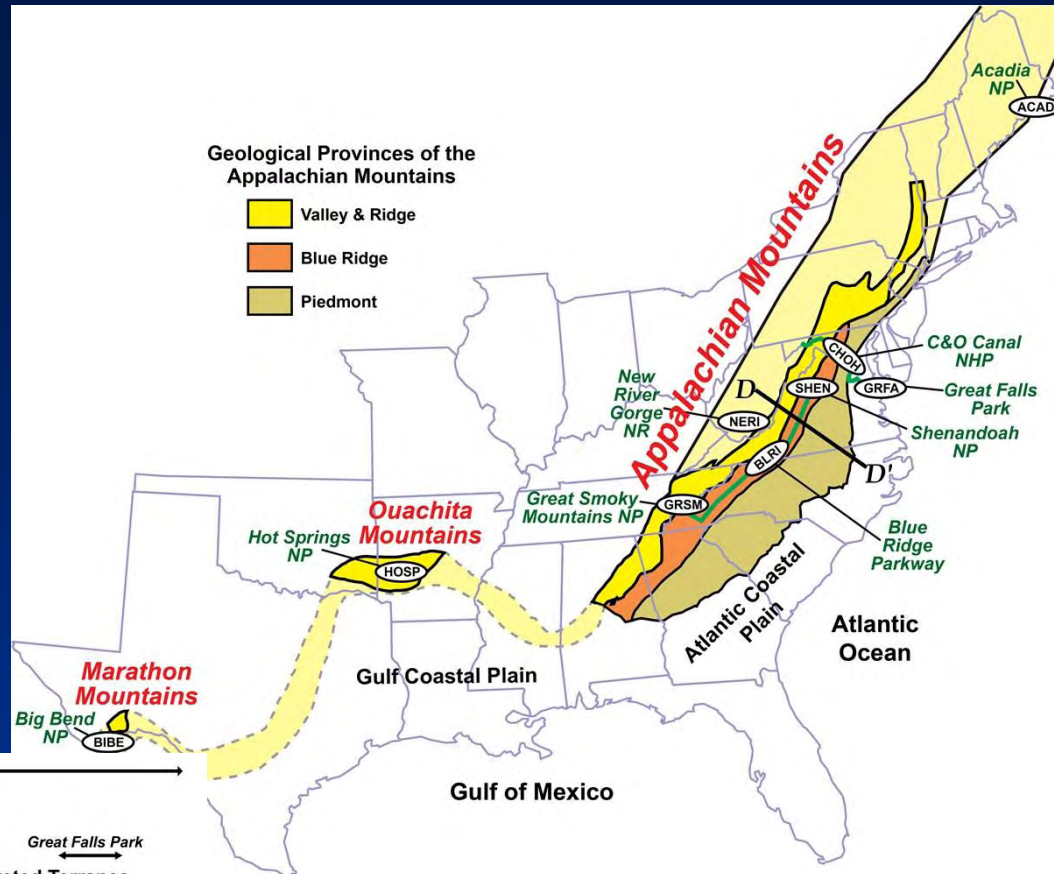 Acadia
NP
ACAD
Geological Provinces of the
Appalachian Mountains
Valley & Ridge
Blue Ridge
Piedmont
Appalachian Mountains
C&O Canal
NHP
CHOH
New
River
Gorge
NR
D
SHEN
GRFA
Great Falls
Park
NERI
Shenandoah
NP
BLRI
D'
Great Smoky
Mountains NP
GRSM
Ouachita
Mountains
Hot Springs
NP
HOSP
Blue
Ridge
Parkway
Atlantic Coastal
Plain
Atlantic
Ocean
Marathon
Mountains
Gulf Coastal Plain
Big Bend
NP
BIBE
Gulf of Mexico
Great Falls Park